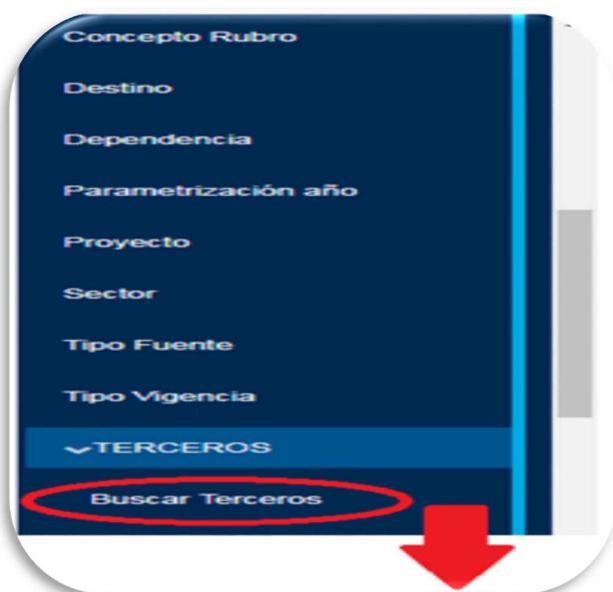 Concepto Rubro
Destino
Dependencia
Parametrización año
Proyecto
Sector
Tipo Fuente
Tipo Vigencia
TERCEROS
Buscar Terceros